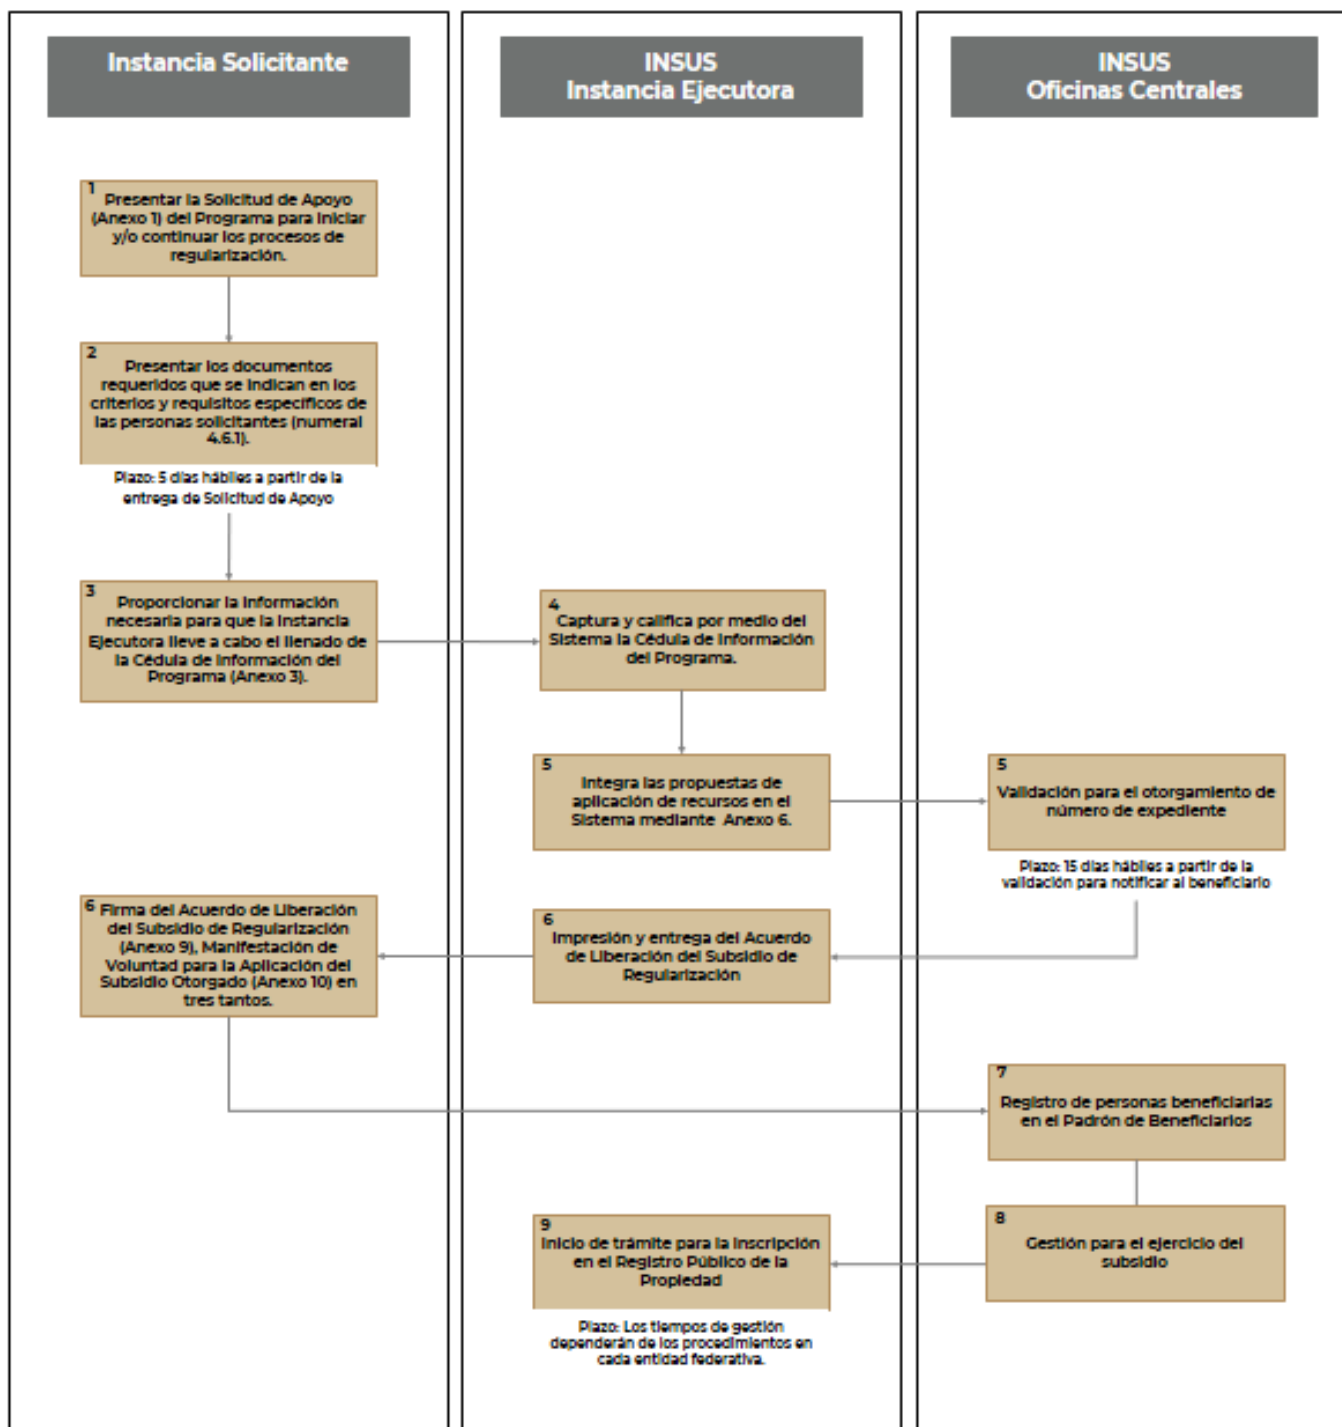 Instancia Solicitante
INSUS
Instancia Ejecutora
INSUS
Oficinas Centrales
1
Presentar la Solicitud de Apoyo
(Anexo 1) del Programa para iniciar
y/o continuar los procesos de
regularización.
2
Presentar los documentos
requeridos que se indican en los
criterios y requisitos específicos de
las personas solicitantes (numeral
4.6.1).
Plazo: 5 días hábiles a partir de la
entrega de Solicitud de Apoyo
3
Proporcionar la información
necesaria para que la Instancia
Ejecutora lleve a cabo el llenado de
la Cédula de Información del
Programa (Anexo 3).
4
Captura y califica por medio del
Sistema la Cédula de Información
del Programa.
5
Integra las propuestas de
aplicación de recursos en el
Sistema mediante Anexo 6.
5
Validación para el otorgamiento de
número de expediente
Plazo: 15 días hábiles a partir de la
validación para notificar al beneficiario
6
Impresión y entrega del Acuerdo
de Liberación del Subsidio de
Regularización
6
Firma del Acuerdo de Liberación
del Subsidio de Regularización
(Anexo 9), Manifestación de
Voluntad para la Aplicación del
Subsidio Otorgado (Anexo 10) en
tres tantos.
7
Registro de personas beneficiarias
en el Padrón de Beneficiarios
8
Gestión para el ejercicio del
subsidio
9
Inicio de trámite para la inscripción
en el Registro Público de la
Propiedad
Plazo: Los tiempos de gestión
dependerán de los procedimientos en
cada entidad federativa.